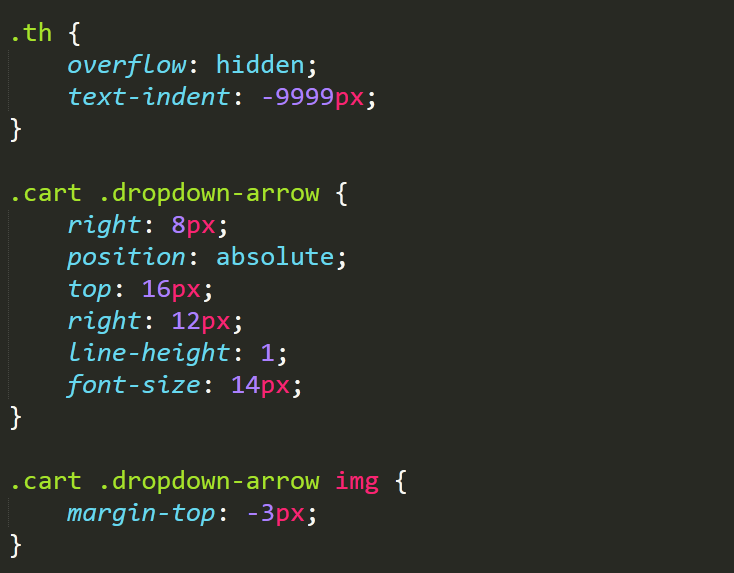 .th {
    overflow: hidden;
    text-indent: -9999px;
}

.cart .dropdown-arrow {
    right: 8px;
    position: absolute;
    top: 16px;
    right: 12px;
    line-height: 1;
    font-size: 14px;
}

.cart .dropdown-arrow img {
    margin-top: -3px;
}